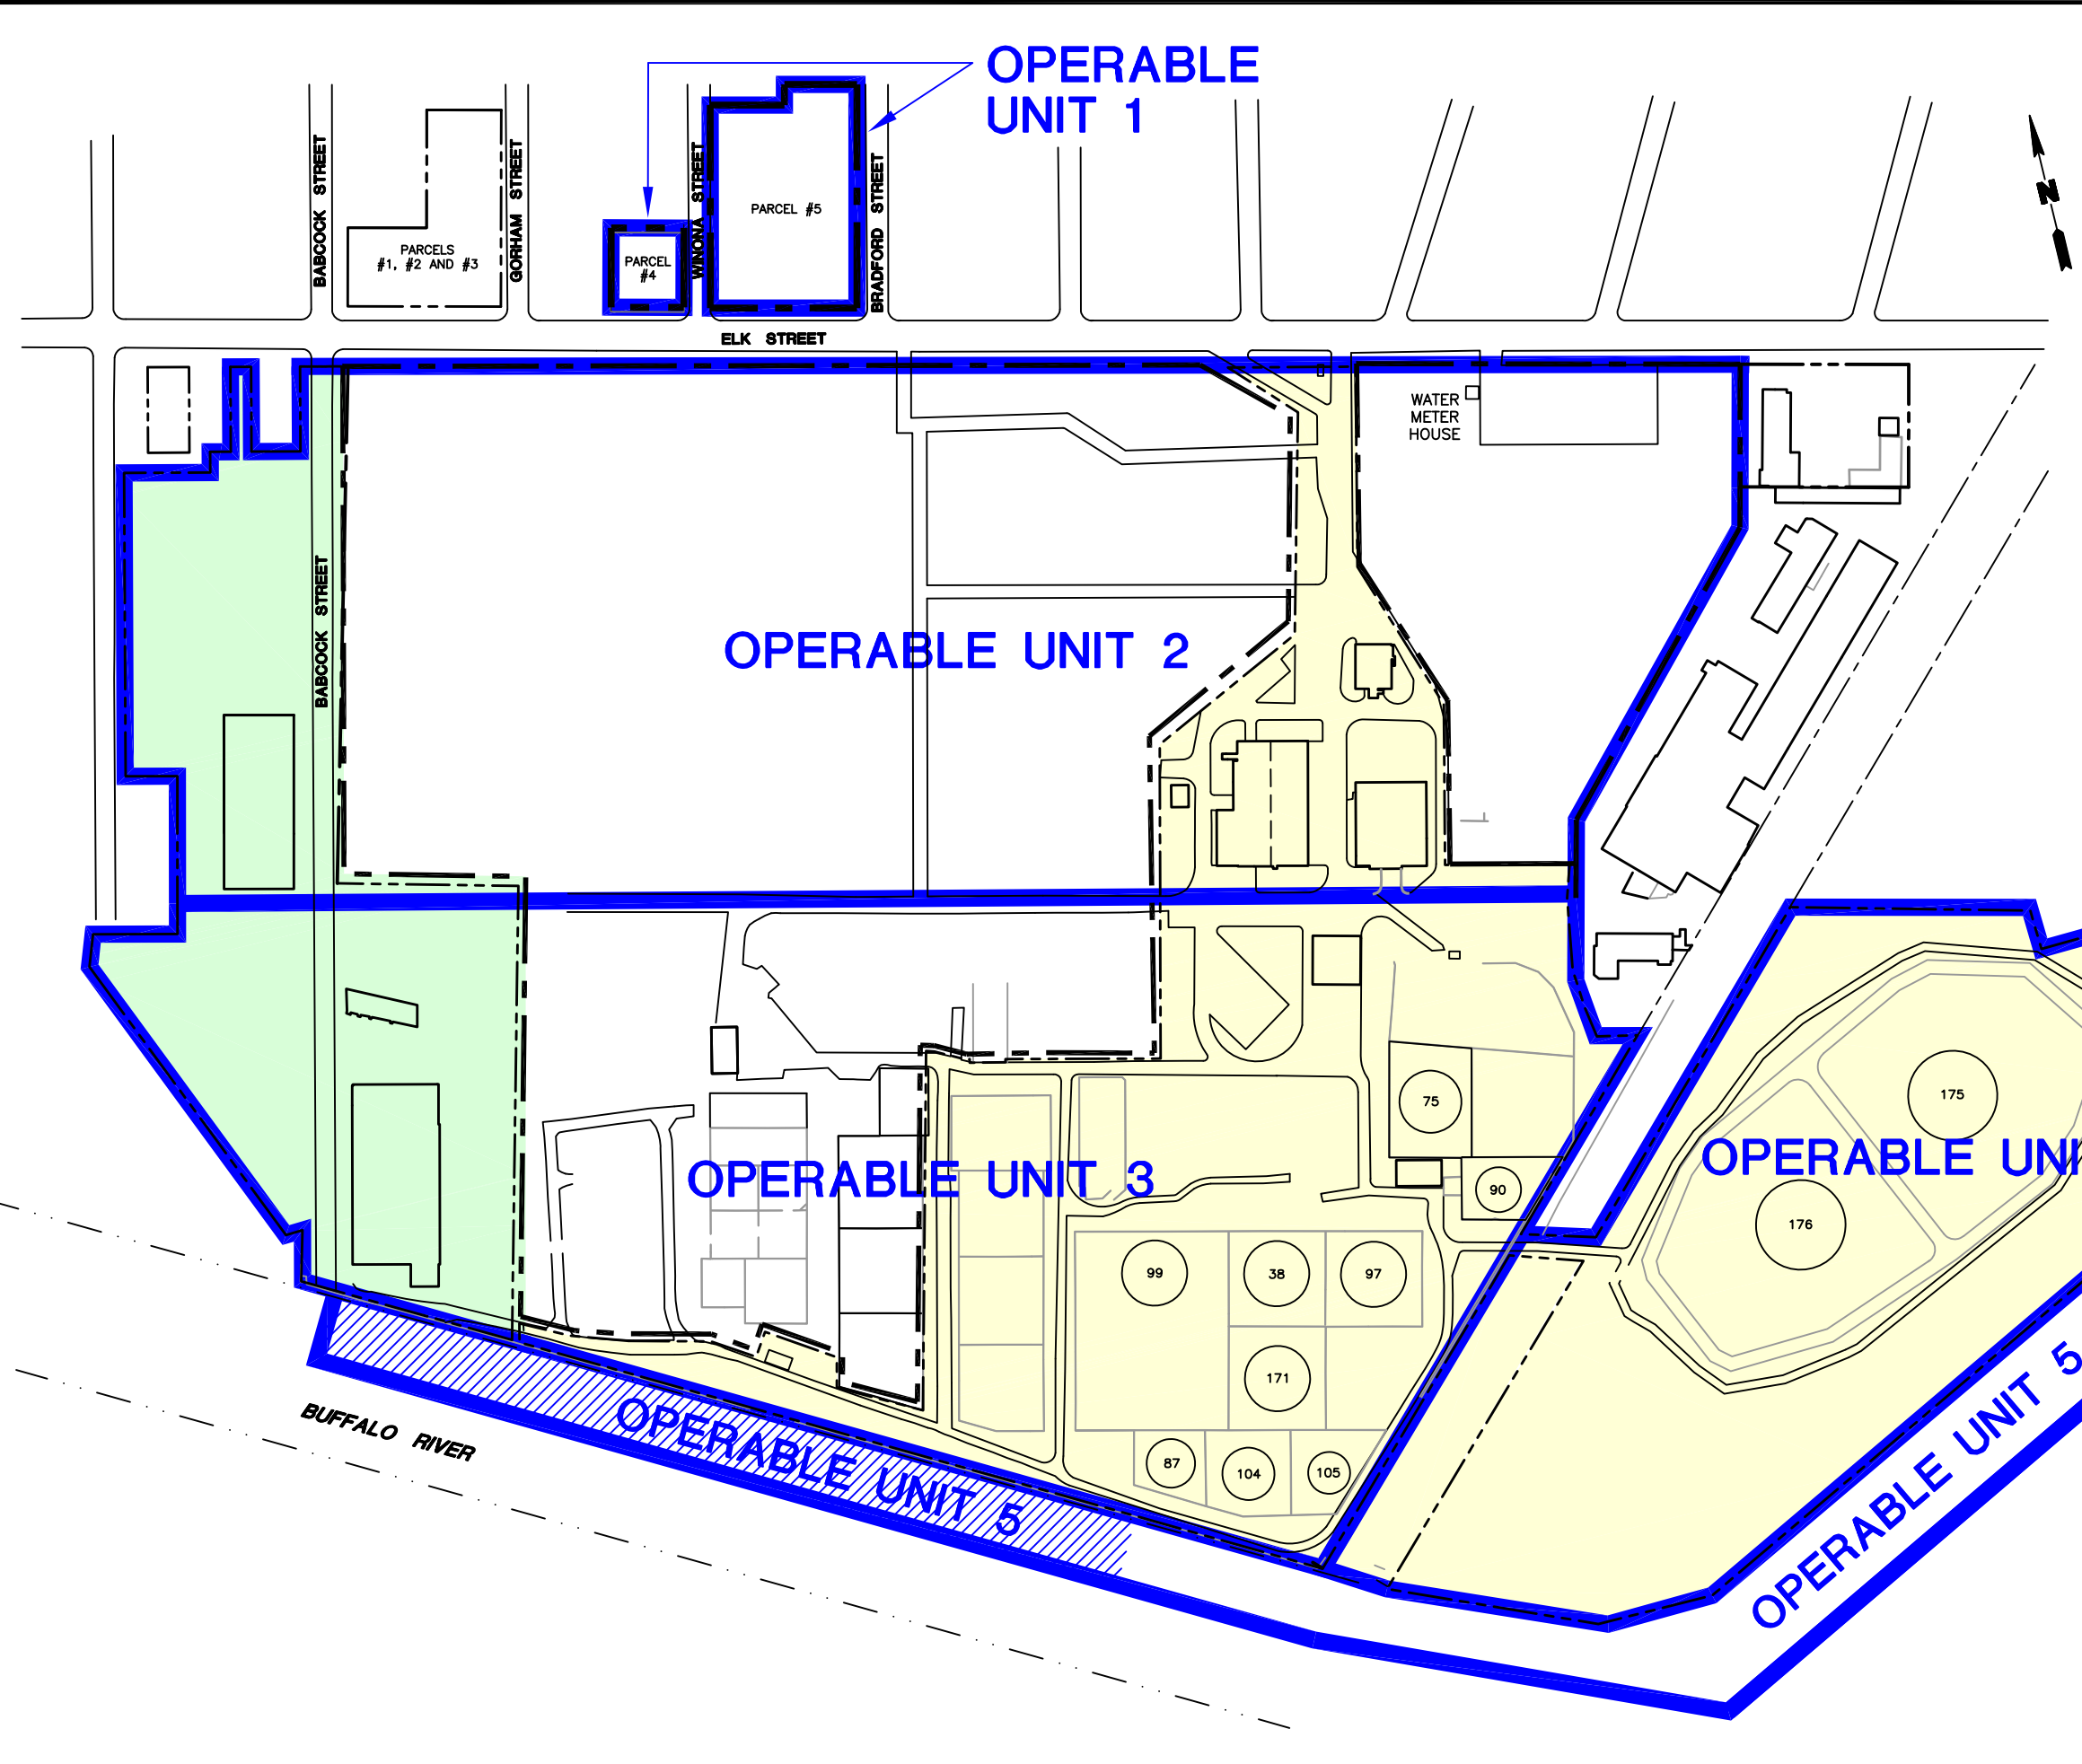 OPERABLE
UNIT 1
BABCOCK STREET
GORHAM STREET
WINONA STREET
BRADFORD STREET
PARCEL #5
PARCELS
#1, #2 AND #3
PARCEL
#4
N
ELK STREET
WATER
METER
HOUSE
BABCOCK STREET
OPERABLE UNIT 2
75
175
OPERABLE UNI
OPERABLE UNIT 3
90
176
99
38
97
171
87
104
105
OPERABLE UNIT 5
OPERABLE UNIT 5
BUFFALO RIVER